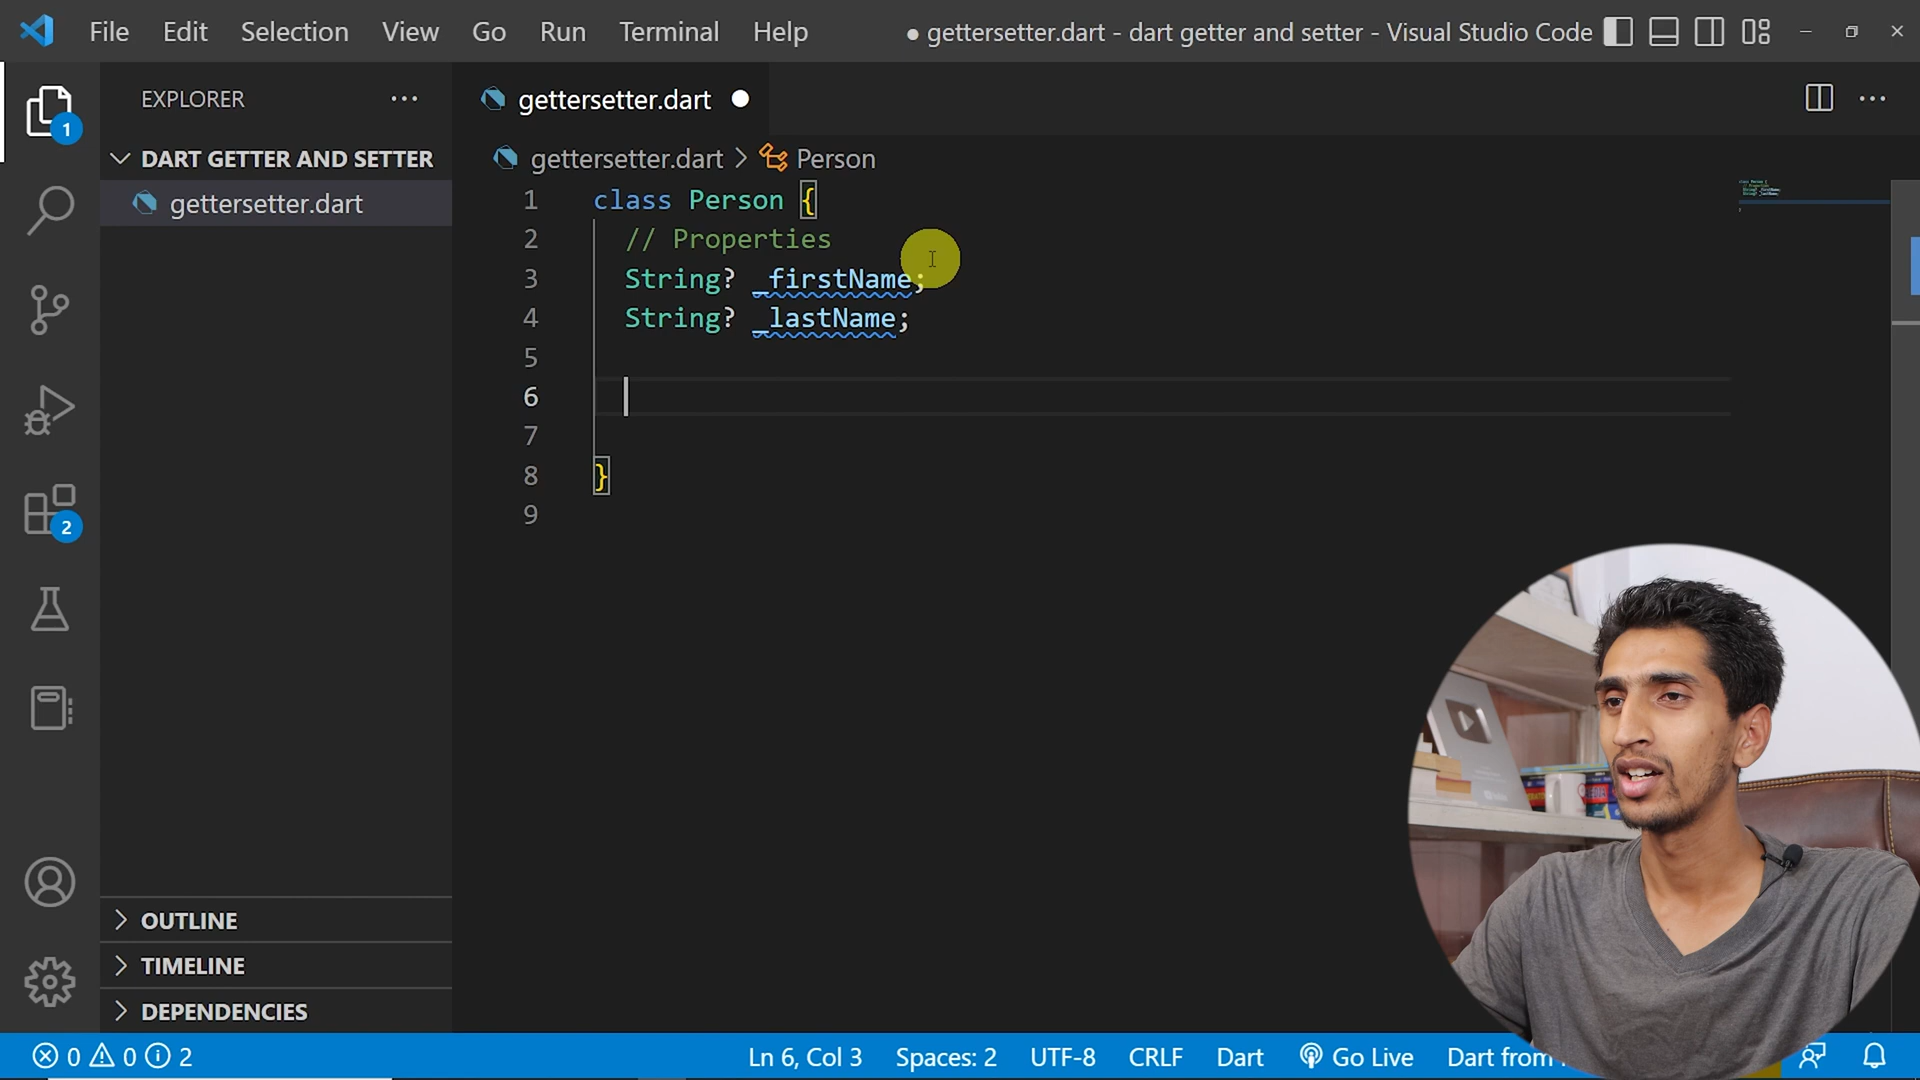 File Edit Selection View Go Run Terminal Help ● gettersetter.dart - dart getter and setter - Visual Studio Code
EXPLORER
gettersetter.dart
DART GETTER AND SETTER
gettersetter.dart
gettersetter.dart > Person
1 class Person {
2 // Properties
3 String? _firstName;
4 String? _lastName;
5
6
7
8 }
9
1
2
OUTLINE
TIMELINE
DEPENDENCIES
0 0 2 Ln 6, Col 3 Spaces: 2 UTF-8 CRLF Dart Go Live Dart from